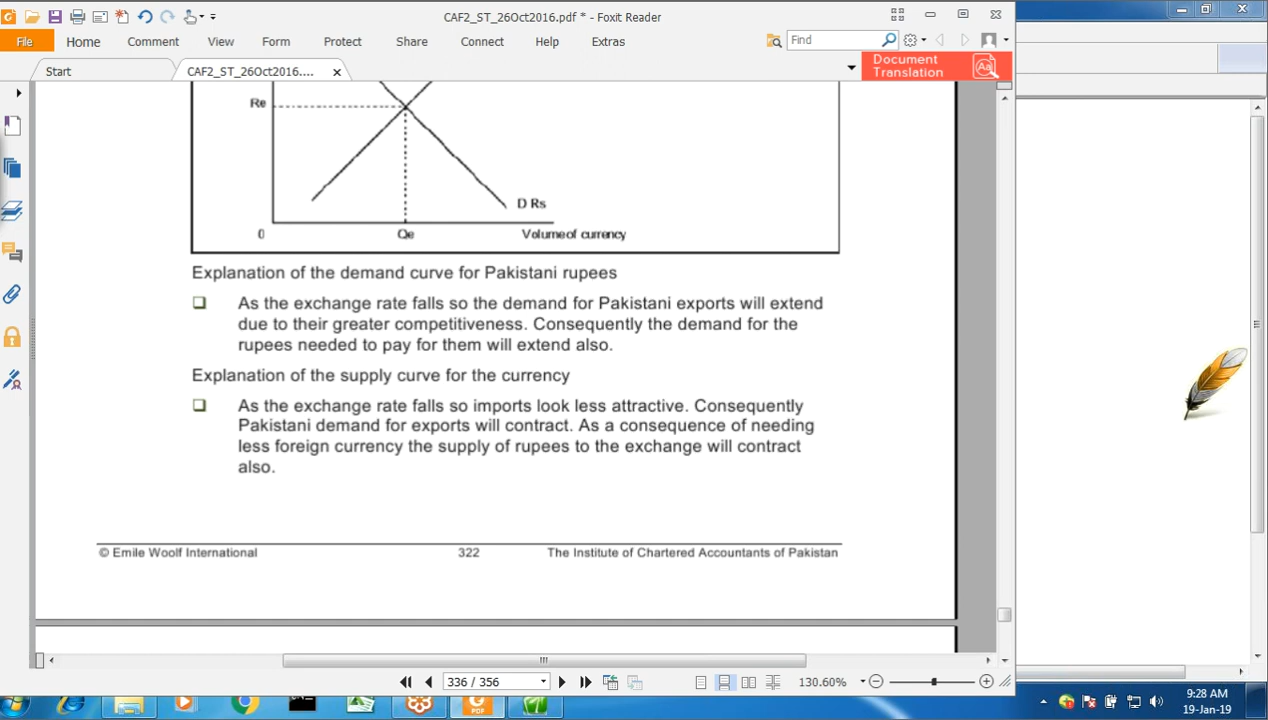 CAF2_ST_26Oct2016.pdf * - Foxit Reader
File Home Comment View Form Protect Share Connect Help Extras
Find
Start
CAF2_ST_26Oct2016....
Document
Translation
Re
D Rs
0
Qe
Volume of currency
Explanation of the demand curve for Pakistani rupees
As the exchange rate falls so the demand for Pakistani exports will extend
due to their greater competitiveness. Consequently the demand for the
rupees needed to pay for them will extend also.
Explanation of the supply curve for the currency
As the exchange rate falls so imports look less attractive. Consequently
Pakistani demand for exports will contract. As a consequence of needing
less foreign currency the supply of rupees to the exchange will contract
also.
© Emile Woolf International 322 The Institute of Chartered Accountants of Pakistan
336 / 356
130.60%
9:28 AM
19-Jan-19